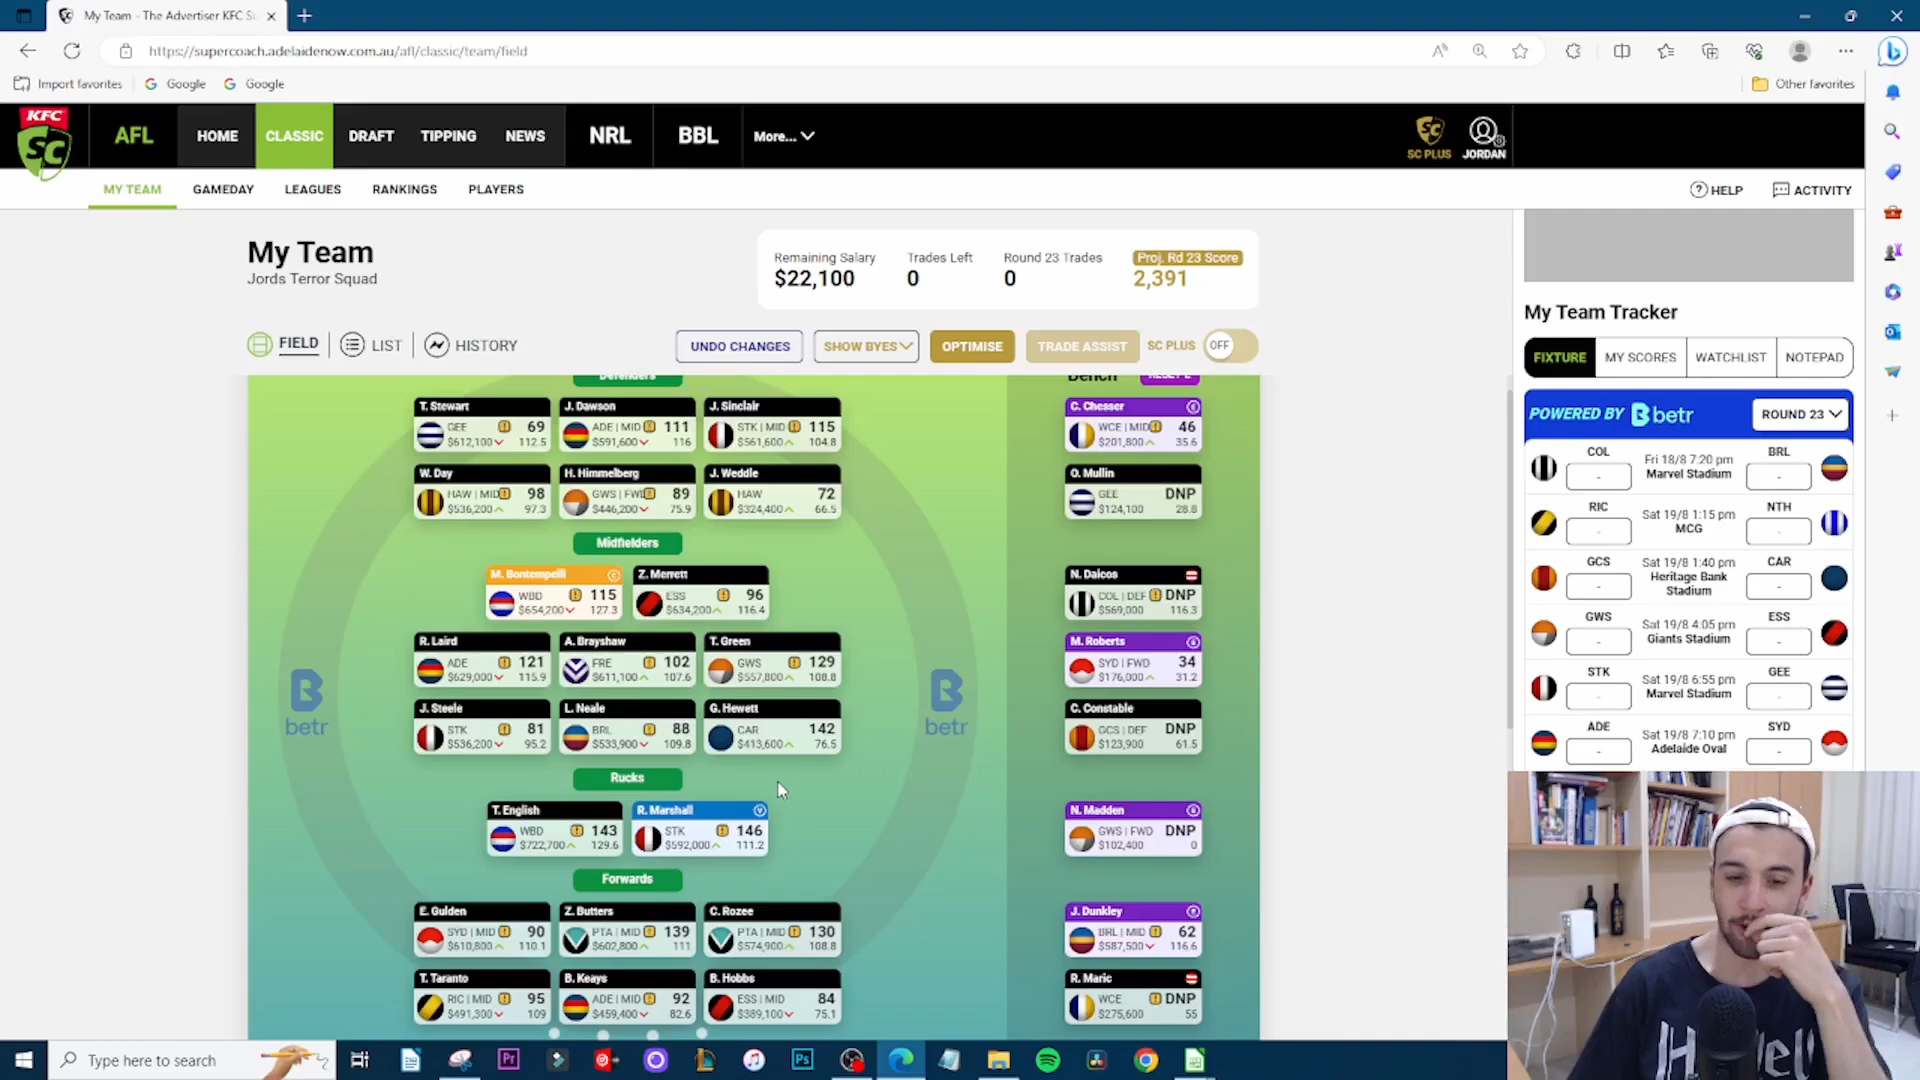 My Team - The Advertiser KFC Su
https://supercoach.adelaidenow.com.au/afl/classic/team/field
Import favorites
Google
Google
Other favorites
KFC
SC
AFL
HOME
CLASSIC
DRAFT
TIPPING
NEWS
NRL
BBL
More...
SC
SC PLUS
JORDAN
MY TEAM
GAMEDAY
LEAGUES
RANKINGS
PLAYERS
HELP
ACTIVITY
My Team
Jords Terror Squad
Remaining Salary
$22,100
Trades Left
0
Round 23 Trades
0
Proj. Rd 23 Score
2,391
FIELD
LIST
HISTORY
UNDO CHANGES
SHOW BYES
OPTIMISE
TRADE ASSIST
SC PLUS
OFF
Defenders
Bench
T. Stewart
GEE 69
$612,100 112.5
J. Dawson
ADE | MID 111
$591,600 116
J. Sinclair
STK | MID 115
$561,600 104.8
C. Chesser
WCE | MID 46
$201,800 35.6
W. Day
HAW | MID 98
$536,200 97.3
H. Himmelberg
GWS | FWD 89
$446,200 75.9
J. Weddle
HAW 72
$324,400 66.5
O. Mullin
GEE DNP
$124,100 28.8
Midfielders
M. Bontempelli
WBD 115
$654,200 127.3
Z. Merrett
ESS 96
$634,200 116.4
N. Daicos
COL | DEF DNP
$569,000 116.3
R. Laird
ADE 121
$629,000 115.9
A. Brayshaw
FRE 102
$611,100 107.6
T. Green
GWS 129
$557,800 108.8
M. Roberts
SYD | FWD 34
$176,000 31.2
J. Steele
STK 81
$536,200 95.2
L. Neale
BRL 88
$533,900 109.8
G. Hewett
CAR 142
$413,600 76.5
C. Constable
GCS | DEF DNP
$123,900 61.5
betr
betr
Rucks
T. English
WBD 143
$722,700 129.6
R. Marshall
STK 146
$592,000 111.2
N. Madden
GWS | FWD DNP
$102,400 0
Forwards
E. Gulden
SYD | MID 90
$610,800 110.1
Z. Butters
PTA | MID 139
$602,800 111
C. Rozee
PTA | MID 130
$574,900 108.8
J. Dunkley
BRL | MID 62
$587,500 116.6
T. Taranto
RIC | MID 95
$491,300 109
B. Keays
ADE | MID 92
$459,400 82.6
B. Hobbs
ESS | MID 84
$389,100 75.1
R. Maric
WCE DNP
$275,600 55
My Team Tracker
FIXTURE
MY SCORES
WATCHLIST
NOTEPAD
POWERED BY betr
ROUND 23
COL
Fri 18/8 7:20 pm
Marvel Stadium
BRL
RIC
Sat 19/8 1:15 pm
MCG
NTH
GCS
Sat 19/8 1:40 pm
Heritage Bank
Stadium
CAR
GWS
Sat 19/8 4:05 pm
Giants Stadium
ESS
STK
Sat 19/8 6:55 pm
Marvel Stadium
GEE
ADE
Sat 19/8 7:10 pm
Adelaide Oval
SYD
Type here to search